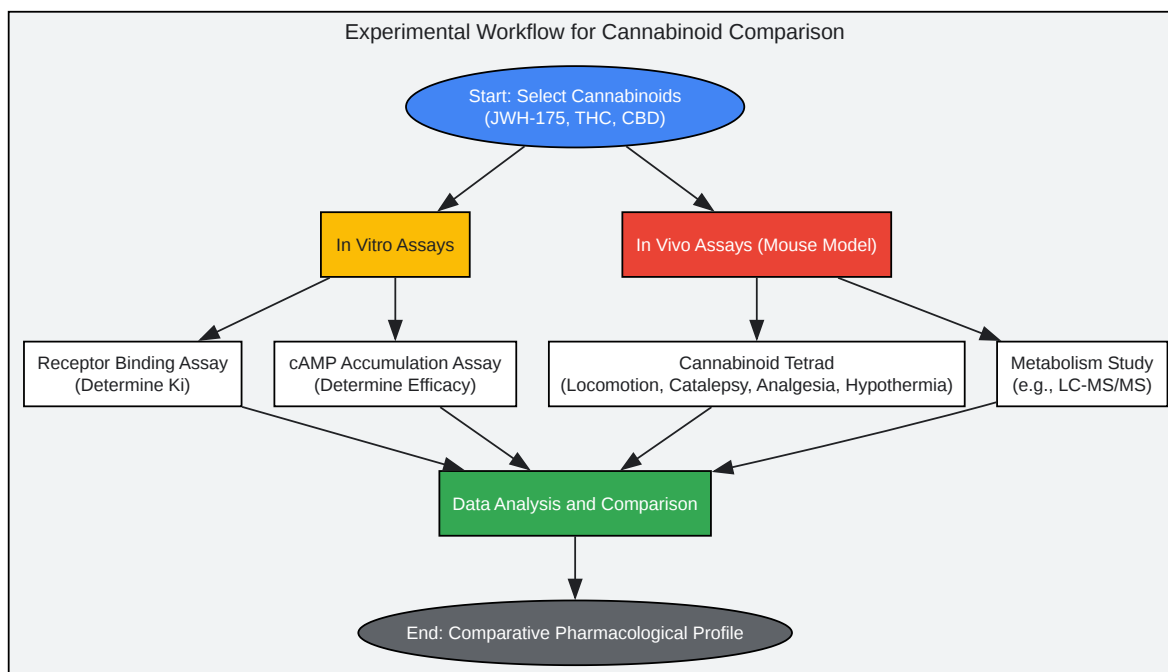 Experimental Workflow for Cannabinoid Comparison
Start: Select Cannabinoids
(JWH-175, THC, CBD)
In Vitro Assays
In Vivo Assays (Mouse Model)
Receptor Binding Assay
(Determine Ki)
cAMP Accumulation Assay
(Determine Efficacy)
Cannabinoid Tetrad
(Locomotion, Catalepsy, Analgesia, Hypothermia)
Metabolism Study
(e.g., LC-MS/MS)
Data Analysis and Comparison
End: Comparative Pharmacological Profile